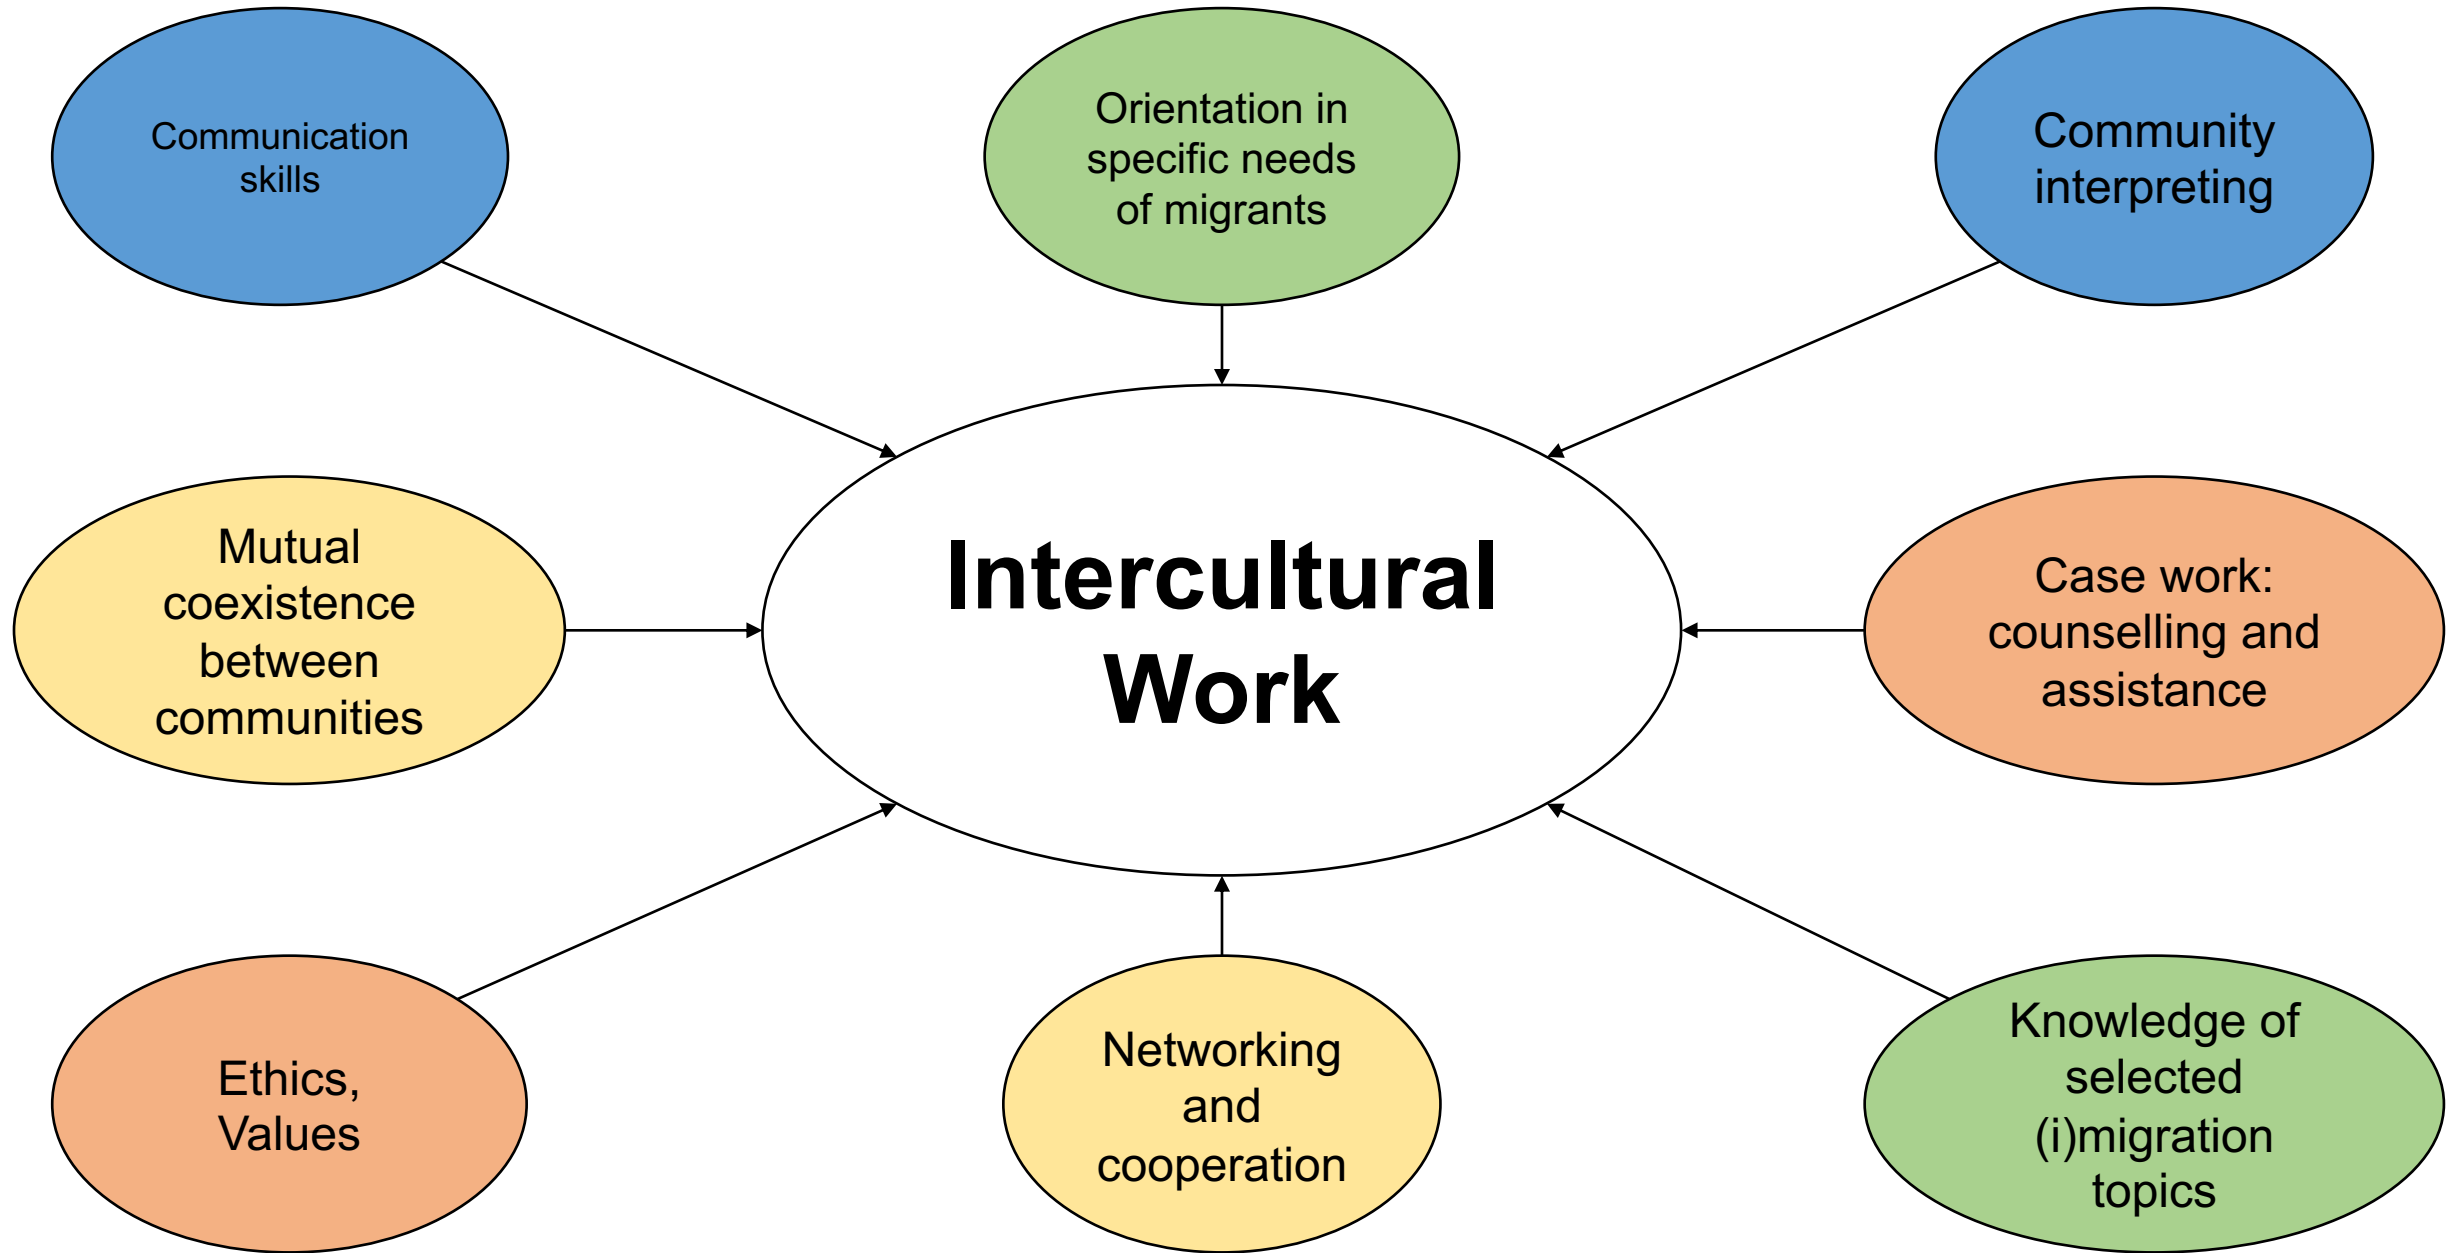 Communication
skills
Orientation in
specific needs
of migrants
Community
interpreting
Mutual
coexistence
between
communities
Intercultural
Work
Case work:
counselling and
assistance
Ethics,
Values
Networking
and
cooperation
Knowledge of
selected
(i)migration
topics